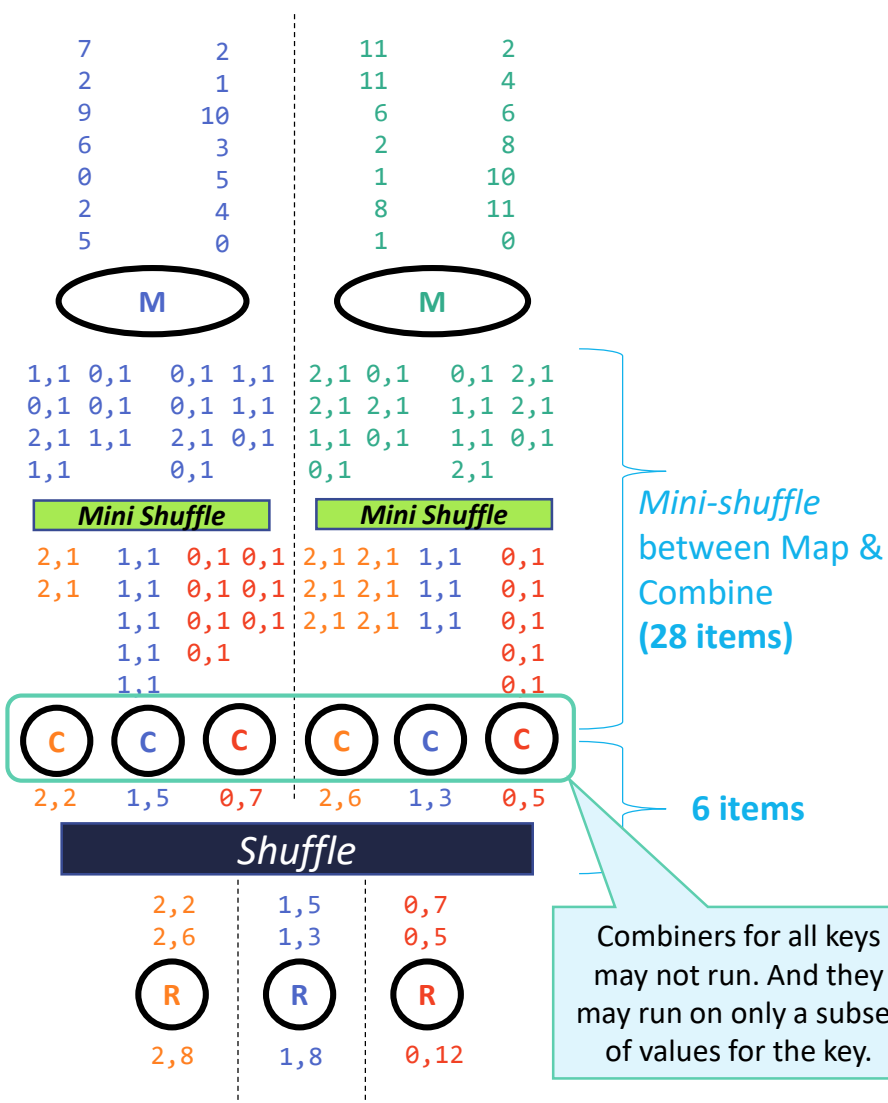 7 2 11 2
2 1 11 4
9 10 6 6
6 3 2 8
0 5 1 10
2 4 8 11
5 0 1 0
M M
1,1 0,1 0,1 1,1 2,1 0,1 0,1 2,1
0,1 0,1 0,1 1,1 2,1 2,1 1,1 2,1
2,1 1,1 2,1 0,1 1,1 0,1 1,1 0,1
1,1 0,1 0,1 2,1
Mini Shuffle Mini Shuffle
2,1 1,1 0,1 0,1 2,1 2,1 1,1 0,1
2,1 1,1 0,1 0,1 2,1 2,1 1,1 0,1
1,1 0,1 0,1 2,1 2,1 1,1 0,1
1,1 0,1 0,1
1,1 0,1
Mini-shuffle
between Map &
Combine
(28 items)
C C C C C C
2,2 1,5 0,7 2,6 1,3 0,5
6 items
Shuffle
2,2 1,5 0,7
2,6 1,3 0,5
R R R
2,8 1,8 0,12
Combiners for all keys
may not run. And they
may run on only a subse
of values for the key.